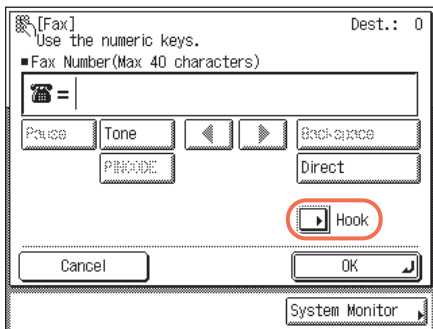 [Fax] Dest.: 0
Use the numeric keys.
■Fax Number(Max 40 characters)
=
Pause Tone Backspace
PINCODE Direct
Hook
Cancel OK
System Monitor